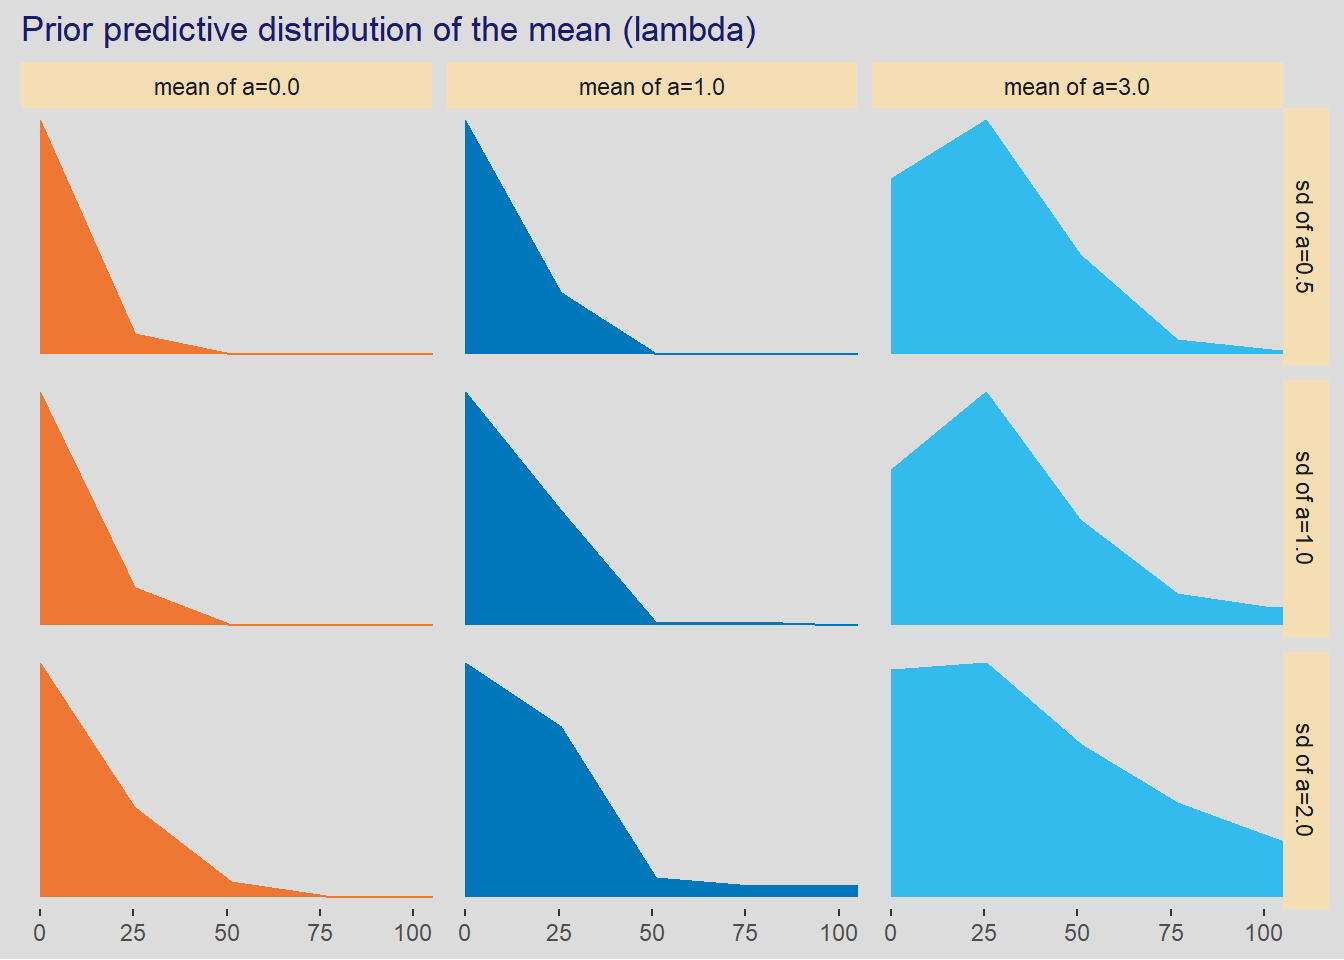 Prior predictive distribution of the mean (lambda)
mean of a=0.0
mean of a=1.0
mean of a=3.0
sd of a=0.5
sd of a=1.0
sd of a=2.0
0 25 50 75 100
0 25 50 75 100
0 25 50 75 100